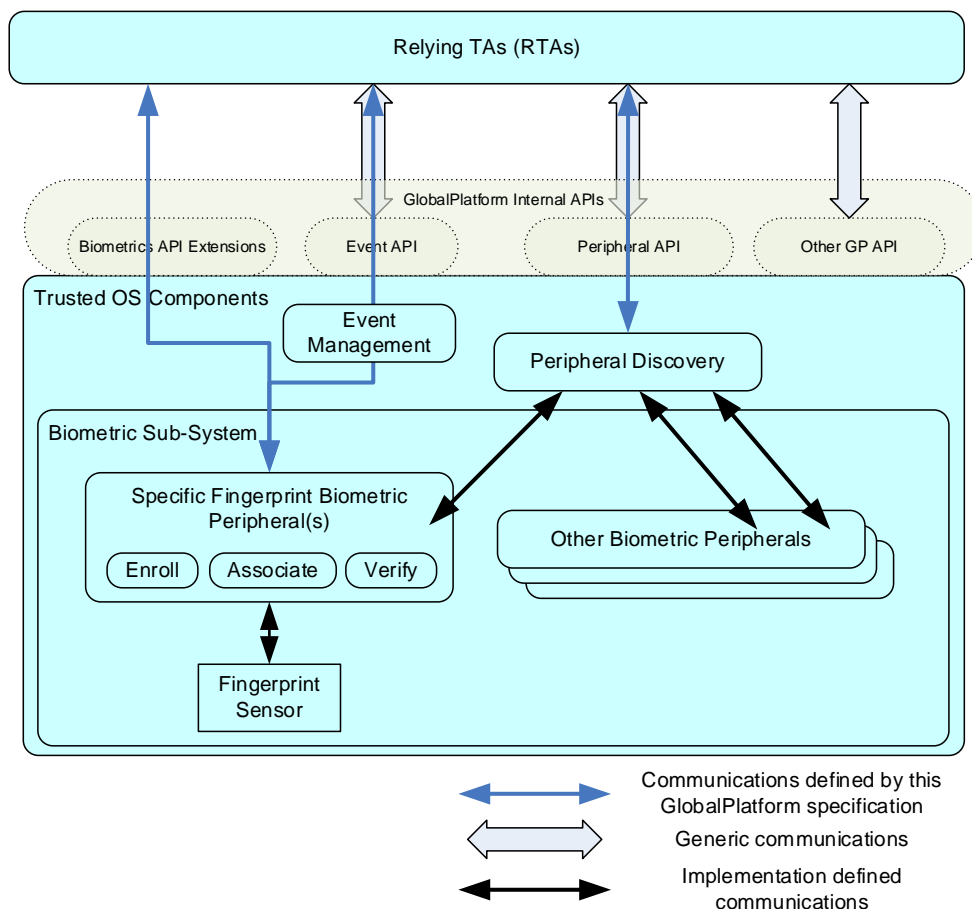 Relying TAs (RTAs)
GlobalPlatform Internal APIs
Biometrics API Extensions
Event API
Peripheral API
Other GP API
Trusted OS Components
Event
Management
Peripheral Discovery
Biometric Sub-System
Specific Fingerprint Biometric
Peripheral(s)
Enroll
Associate
Verify
Other Biometric Peripherals
Fingerprint
Sensor
Communications defined by this
GlobalPlatform specification
Generic communications
Implementation defined
communications